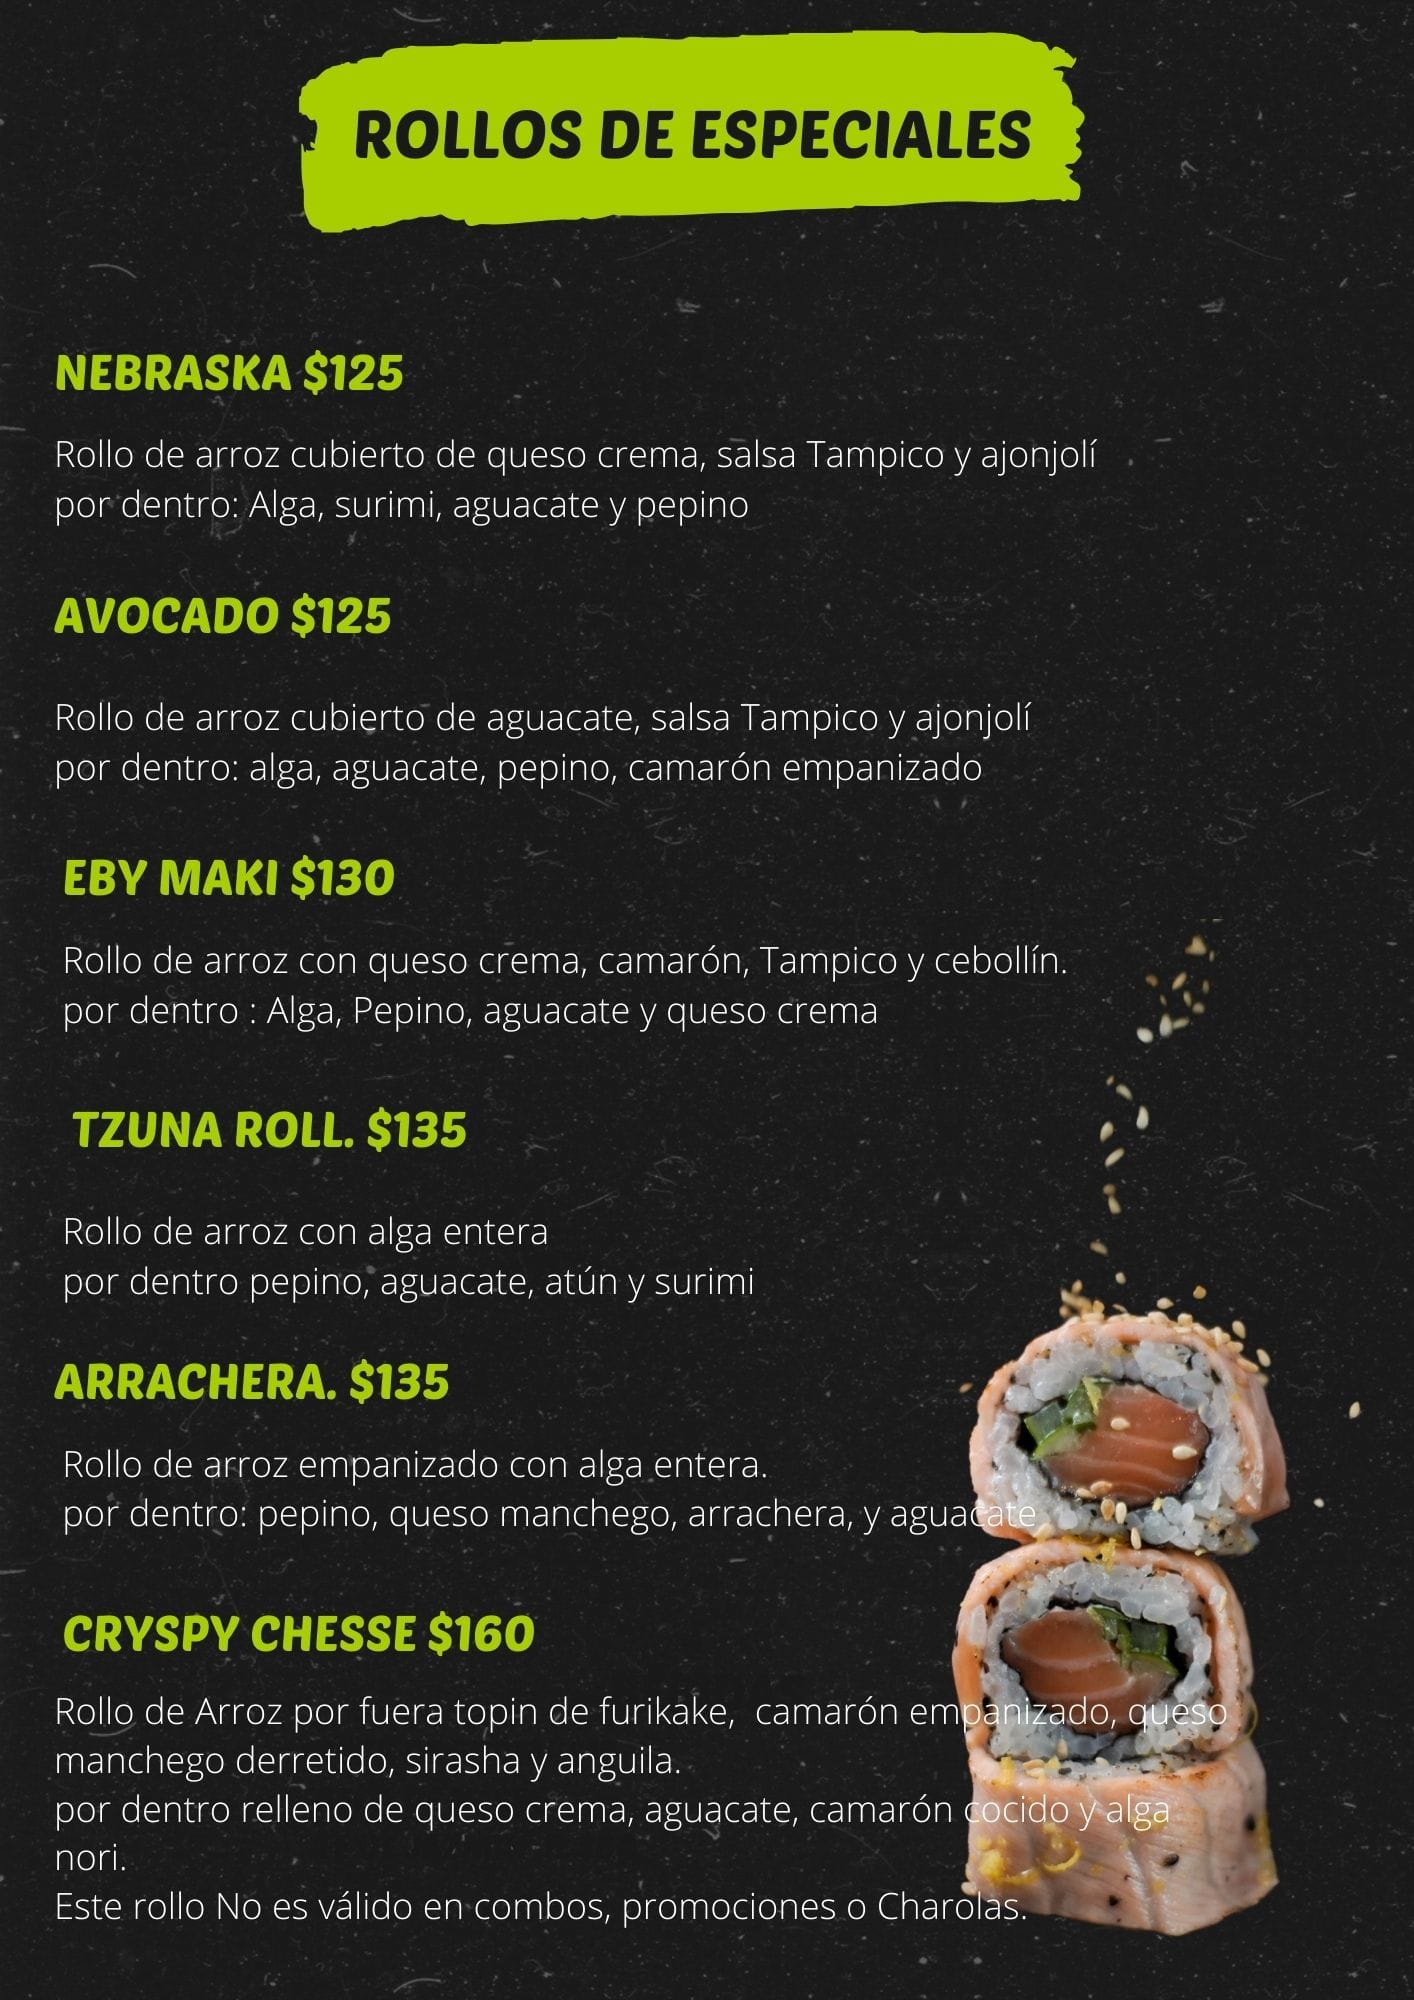 ROLLOS DE ESPECIALES
NEBRASKA $125
Rollo de arroz cubierto de queso crema, salsa Tampico y ajonjolí
por dentro: Alga, surimi, aguacate y pepino
AVOCADO $125
Rollo de arroz cubierto de aguacate, salsa Tampico y ajonjolí
por dentro: alga, aguacate, pepino, camarón empanizado
EBY MAKI $130
Rollo de arroz con queso crema, camarón, Tampico y cebollín.
por dentro : Alga, Pepino, aguacate y queso crema
TZUNA ROLL. $135
Rollo de arroz con alga entera
por dentro pepino, aguacate, atún y surimi
ARRACHERA. $135
Rollo de arroz empanizado con alga entera.
por dentro: pepino, queso manchego, arrachera, y aguacate
CRYSPY CHESSE $160
Rollo de Arroz por fuera topin de furikake, camarón empanizado, queso
manchego derretido, sirasha y anguila.
por dentro relleno de queso crema, aguacate, camarón cocido y alga
nori.
Este rollo No es válido en combos, promociones o Charolas.